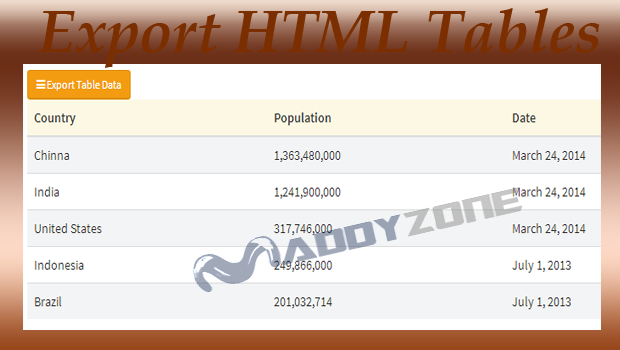 Export HTML Tables
Export Table Data
Country Population Date
Chinna 1,363,480,000 March 24, 2014
India 1,241,900,000 March 24, 2014
United States 317,746,000 March 24, 2014
Indonesia 249,866,000 July 1, 2013
Brazil 201,032,714 July 1, 2013
MADDYZONE